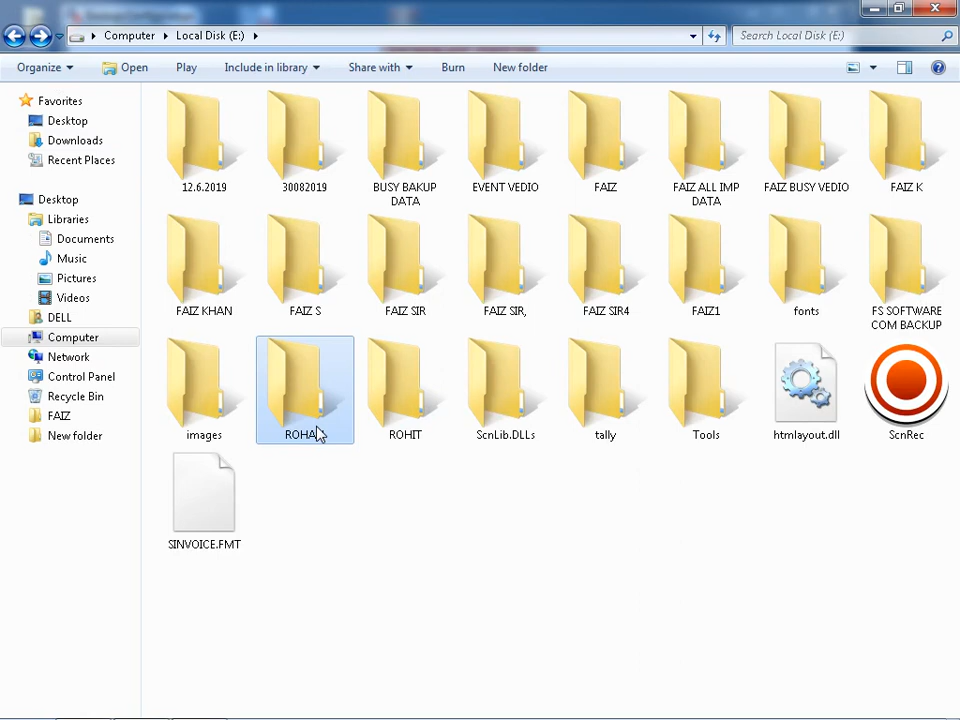 Computer Local Disk (E:)
Search Local Disk (E:)
Organize Open Play Include in library Share with Burn New folder
Favorites
Desktop
Downloads
Recent Places
Desktop
Libraries
Documents
Music
Pictures
Videos
DELL
Computer
Network
Control Panel
Recycle Bin
FAIZ
New folder
12.6.2019
30082019
BUSY BAKUP
DATA
EVENT VEDIO
FAIZ
FAIZ ALL IMP
DATA
FAIZ BUSY VEDIO
FAIZ K
FAIZ KHAN
FAIZ S
FAIZ SIR
FAIZ SIR,
FAIZ SIR4
FAIZ1
fonts
FS SOFTWARE
COM BACKUP
images
ROHIT
ScnLib.DLLs
tally
Tools
htmlayout.dll
ScnRec
SINVOICE.FMT